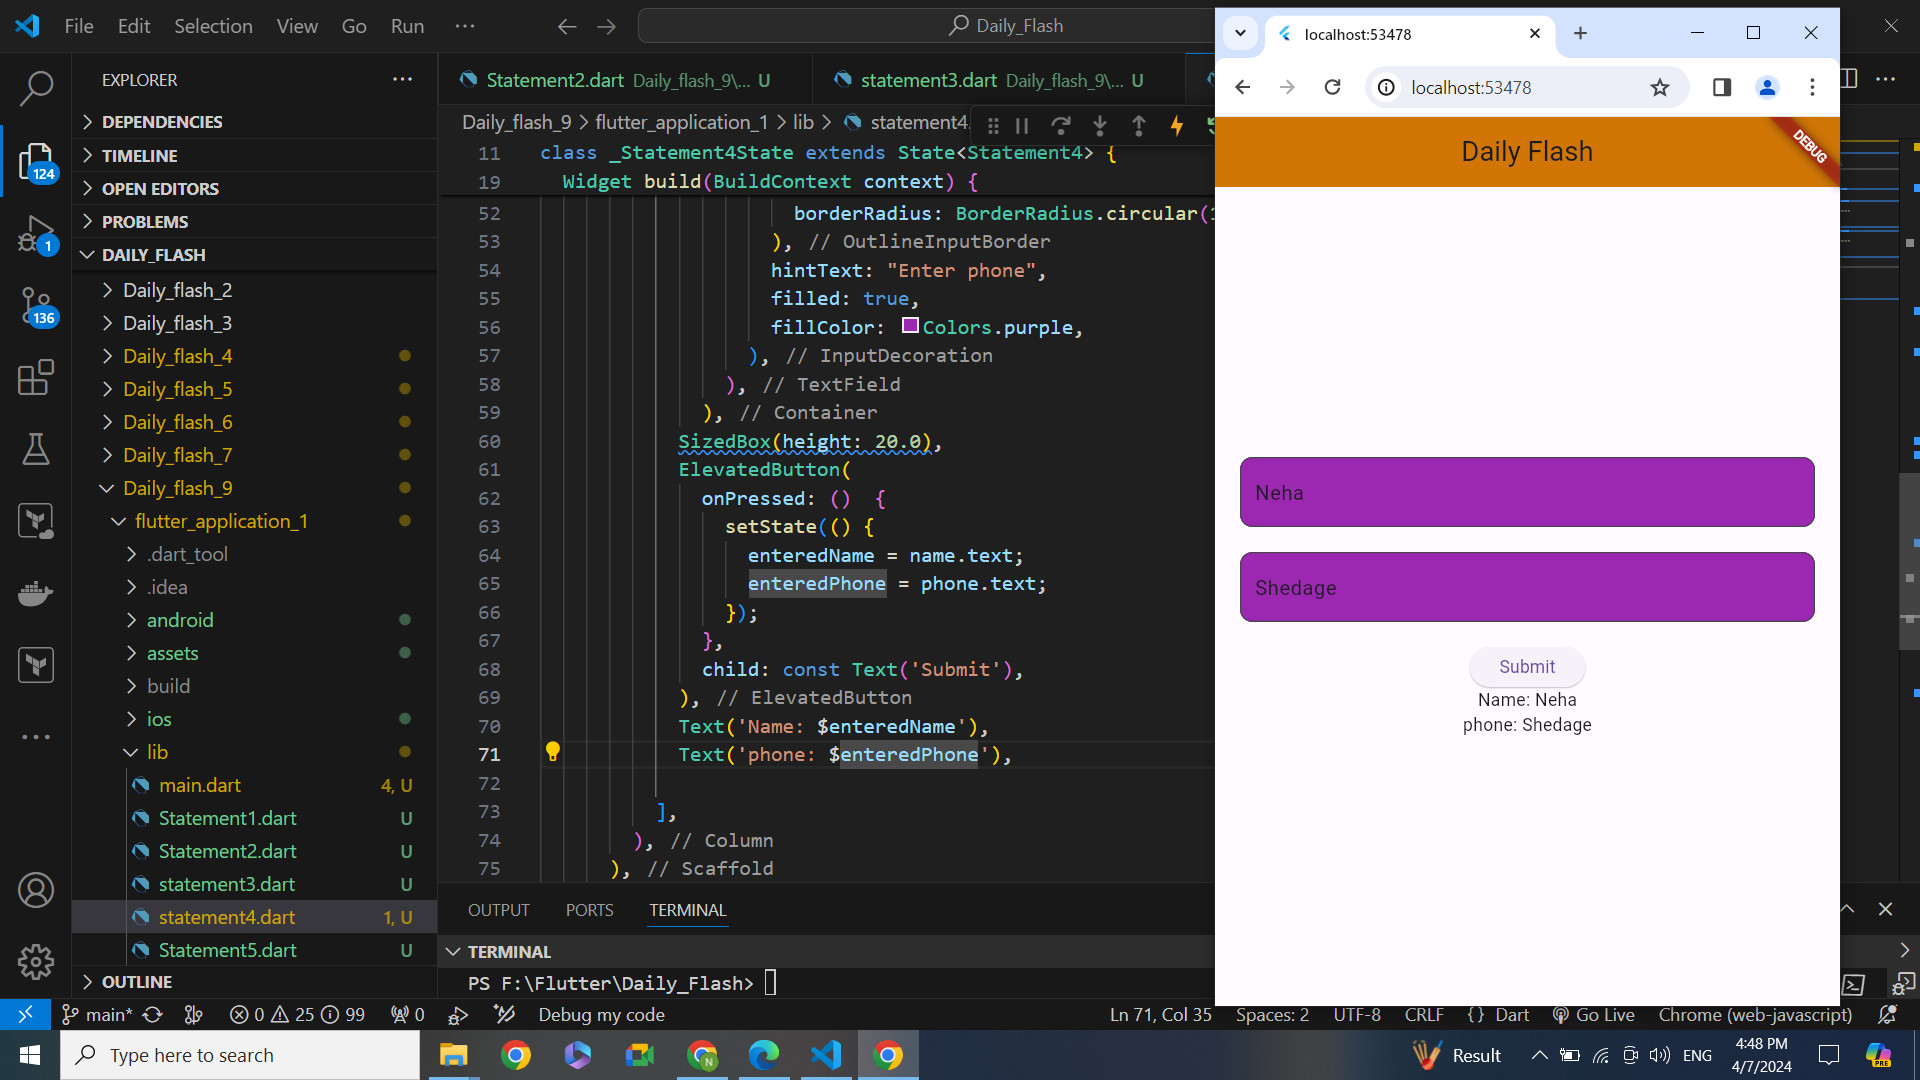 File Edit Selection View Go Run ···
Daily_Flash
EXPLORER ···
DEPENDENCIES
TIMELINE
OPEN EDITORS
PROBLEMS
DAILY_FLASH
Daily_flash_2
Daily_flash_3
Daily_flash_4
Daily_flash_5
Daily_flash_6
Daily_flash_7
Daily_flash_9
flutter_application_1
.dart_tool
.idea
android
assets
build
ios
lib
main.dart 4, U
Statement1.dart U
Statement2.dart U
statement3.dart U
statement4.dart 1, U
Statement5.dart U
OUTLINE
124
1
136
Statement2.dart Daily_flash_9\... U
statement3.dart Daily_flash_9\... U
Daily_flash_9 > flutter_application_1 > lib > statement4.
11 class _Statement4State extends State<Statement4> {
19 Widget build(BuildContext context) {
52 borderRadius: BorderRadius.circular(
53 ), // OutlineInputBorder
54 hintText: "Enter phone",
55 filled: true,
56 fillColor: Colors.purple,
57 ), // InputDecoration
58 ), // TextField
59 ), // Container
60 SizedBox(height: 20.0),
61 ElevatedButton(
62 onPressed: () {
63 setState(() {
64 enteredName = name.text;
65 enteredPhone = phone.text;
66 });
67 },
68 child: const Text('Submit'),
69 ), // ElevatedButton
70 Text('Name: $enteredName'),
71 Text('phone: $enteredPhone'),
72
73 ],
74 ), // Column
75 ), // Scaffold
OUTPUT PORTS TERMINAL
TERMINAL
PS F:\Flutter\Daily_Flash>
localhost:53478
localhost:53478
Daily Flash
DEBUG
Neha
Shedage
Submit
Name: Neha
phone: Shedage
main* 0 25 99 0 Debug my code Ln 71, Col 35 Spaces: 2 UTF-8 CRLF {} Dart Go Live Chrome (web-javascript)
Type here to search
Result ENG 4:48 PM
4/7/2024
PRE
N